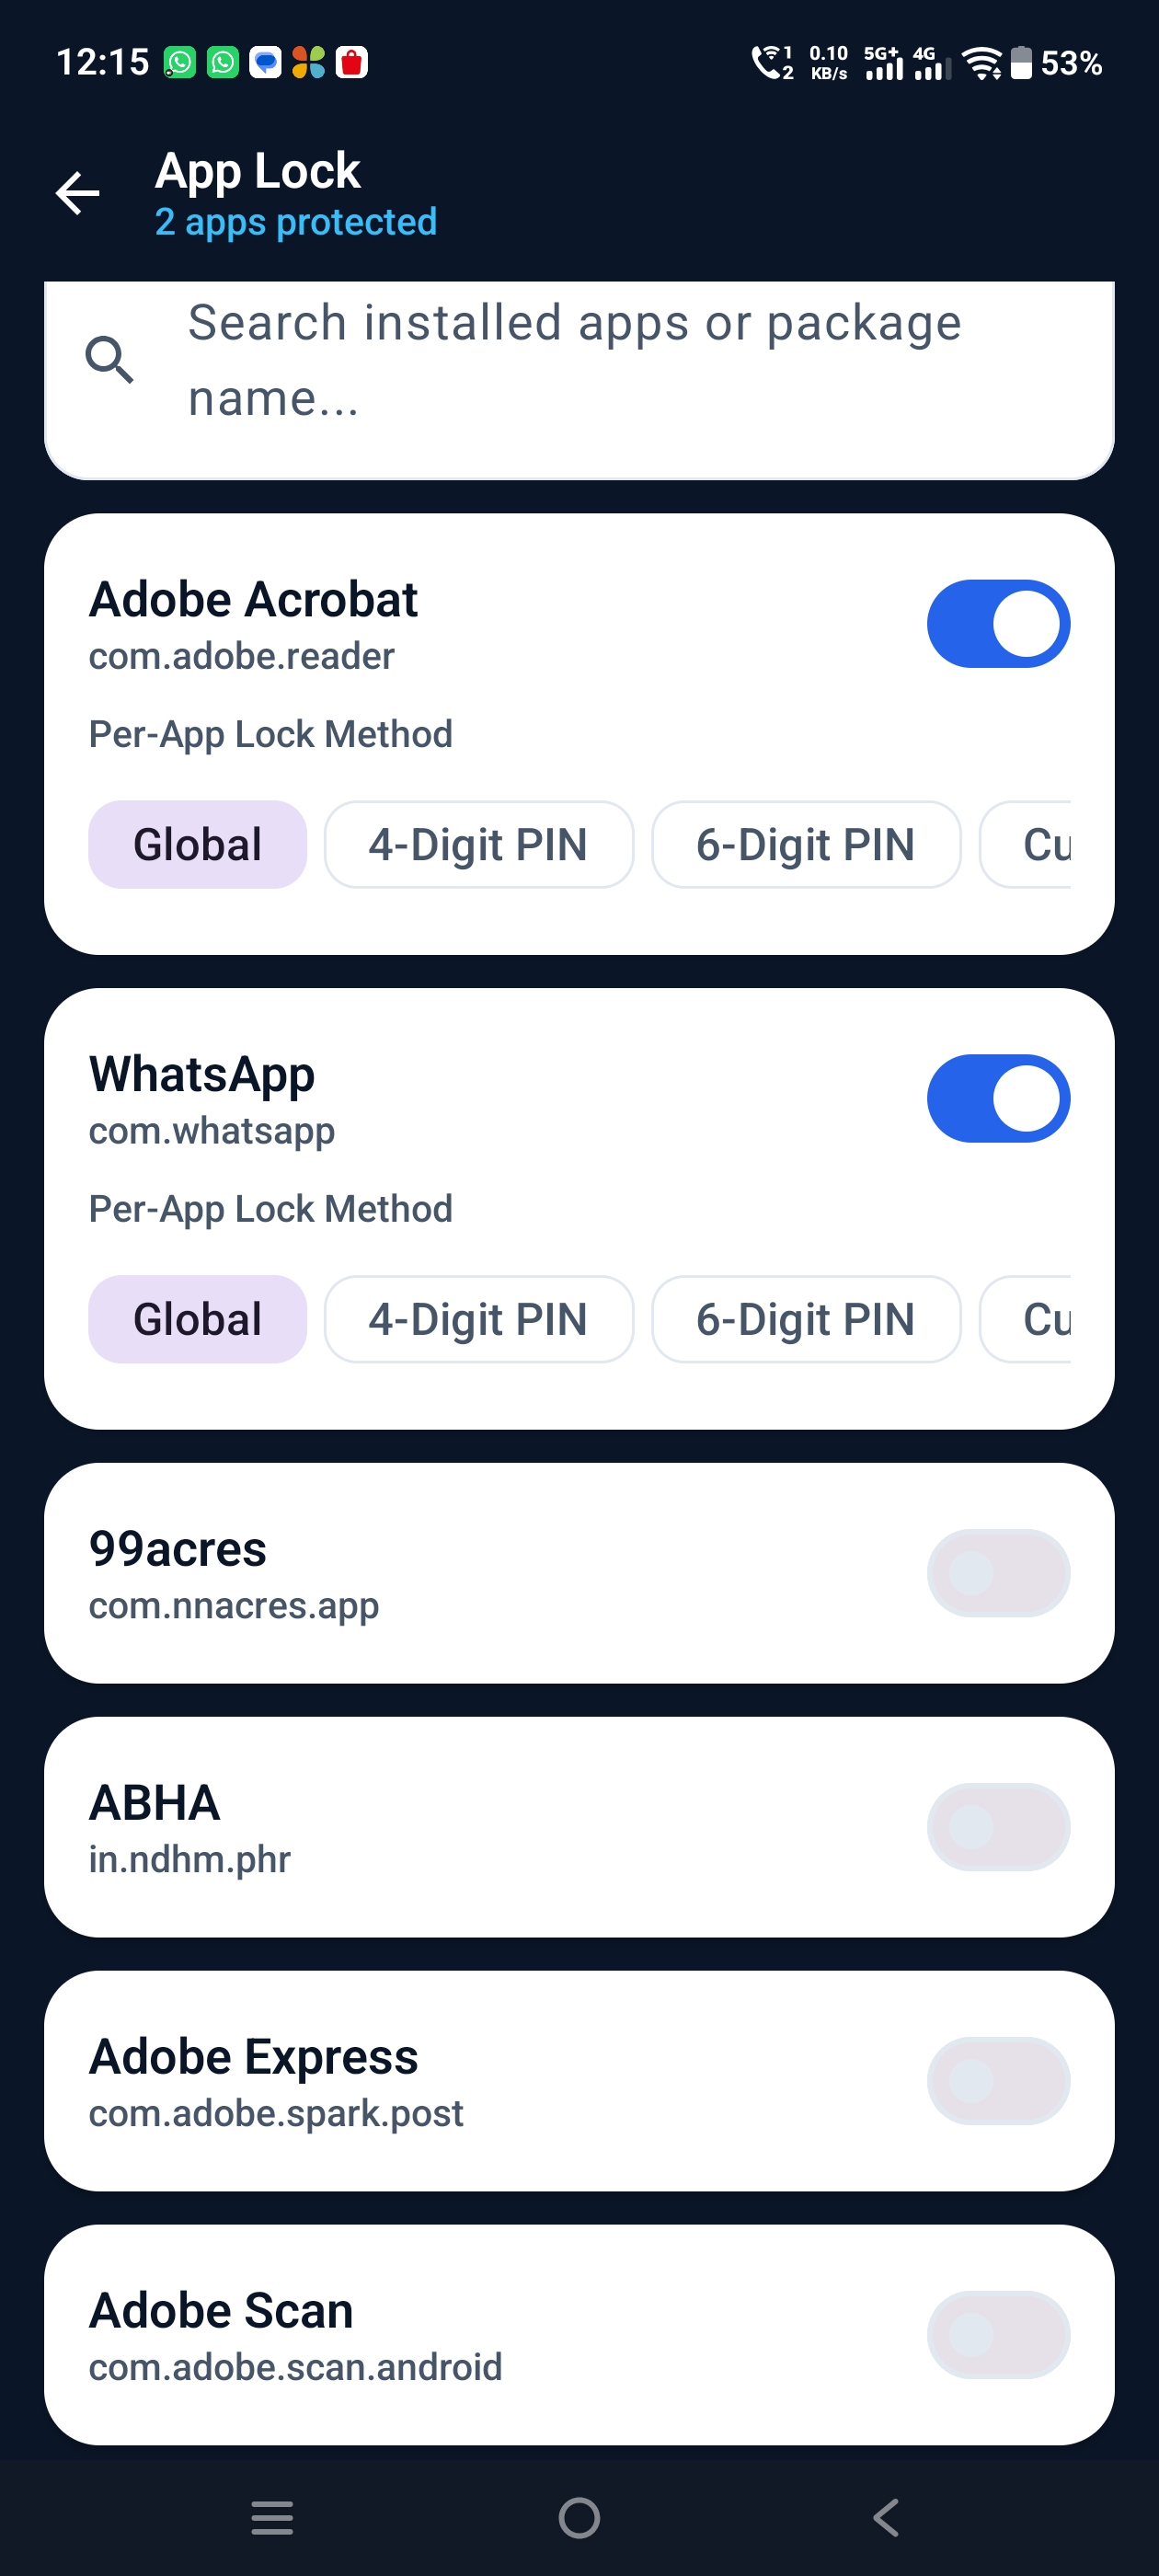 12:15
1
2
0.10
KB/s
5G+
4G
53%
App Lock
2 apps protected
Search installed apps or package
name...
Adobe Acrobat
com.adobe.reader
Per-App Lock Method
Global
4-Digit PIN
6-Digit PIN
Cu
WhatsApp
com.whatsapp
Per-App Lock Method
Global
4-Digit PIN
6-Digit PIN
Cu
99acres
com.nnacres.app
ABHA
in.ndhm.phr
Adobe Express
com.adobe.spark.post
Adobe Scan
com.adobe.scan.android